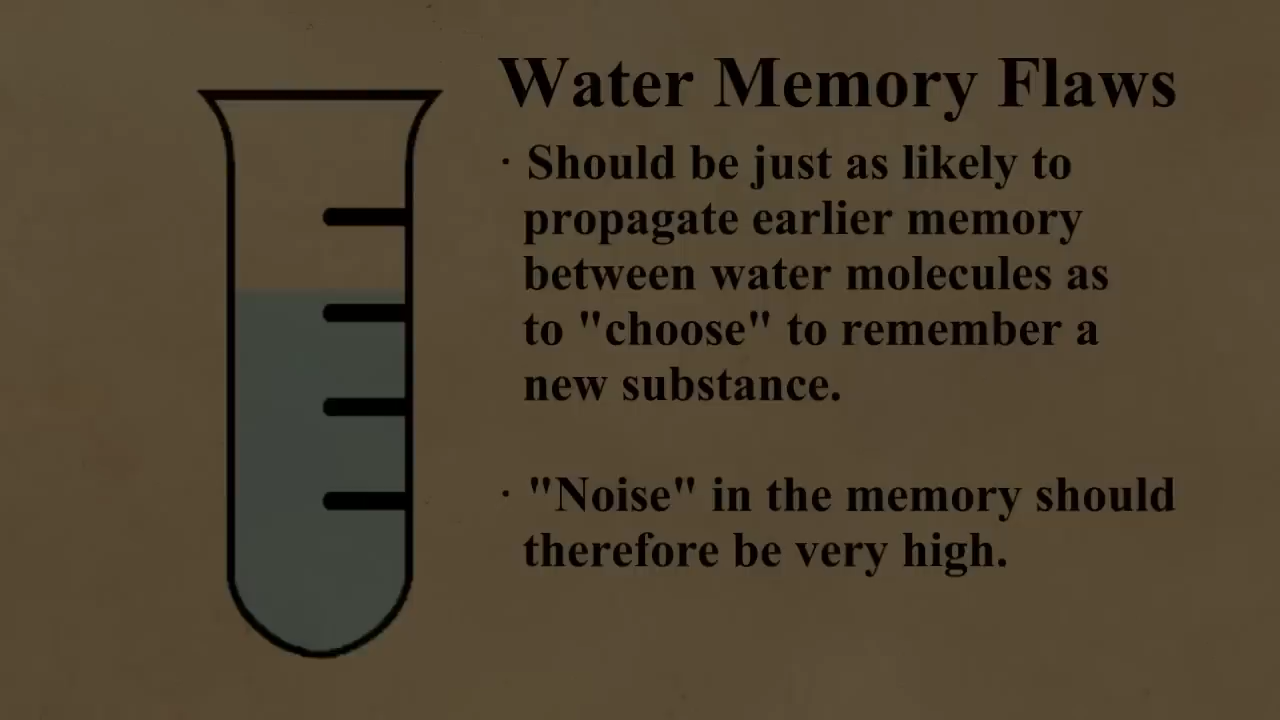 Water Memory Flaws
· Should be just as likely to
propagate earlier memory
between water molecules as
to "choose" to remember a
new substance.
· "Noise" in the memory should
therefore be very high.